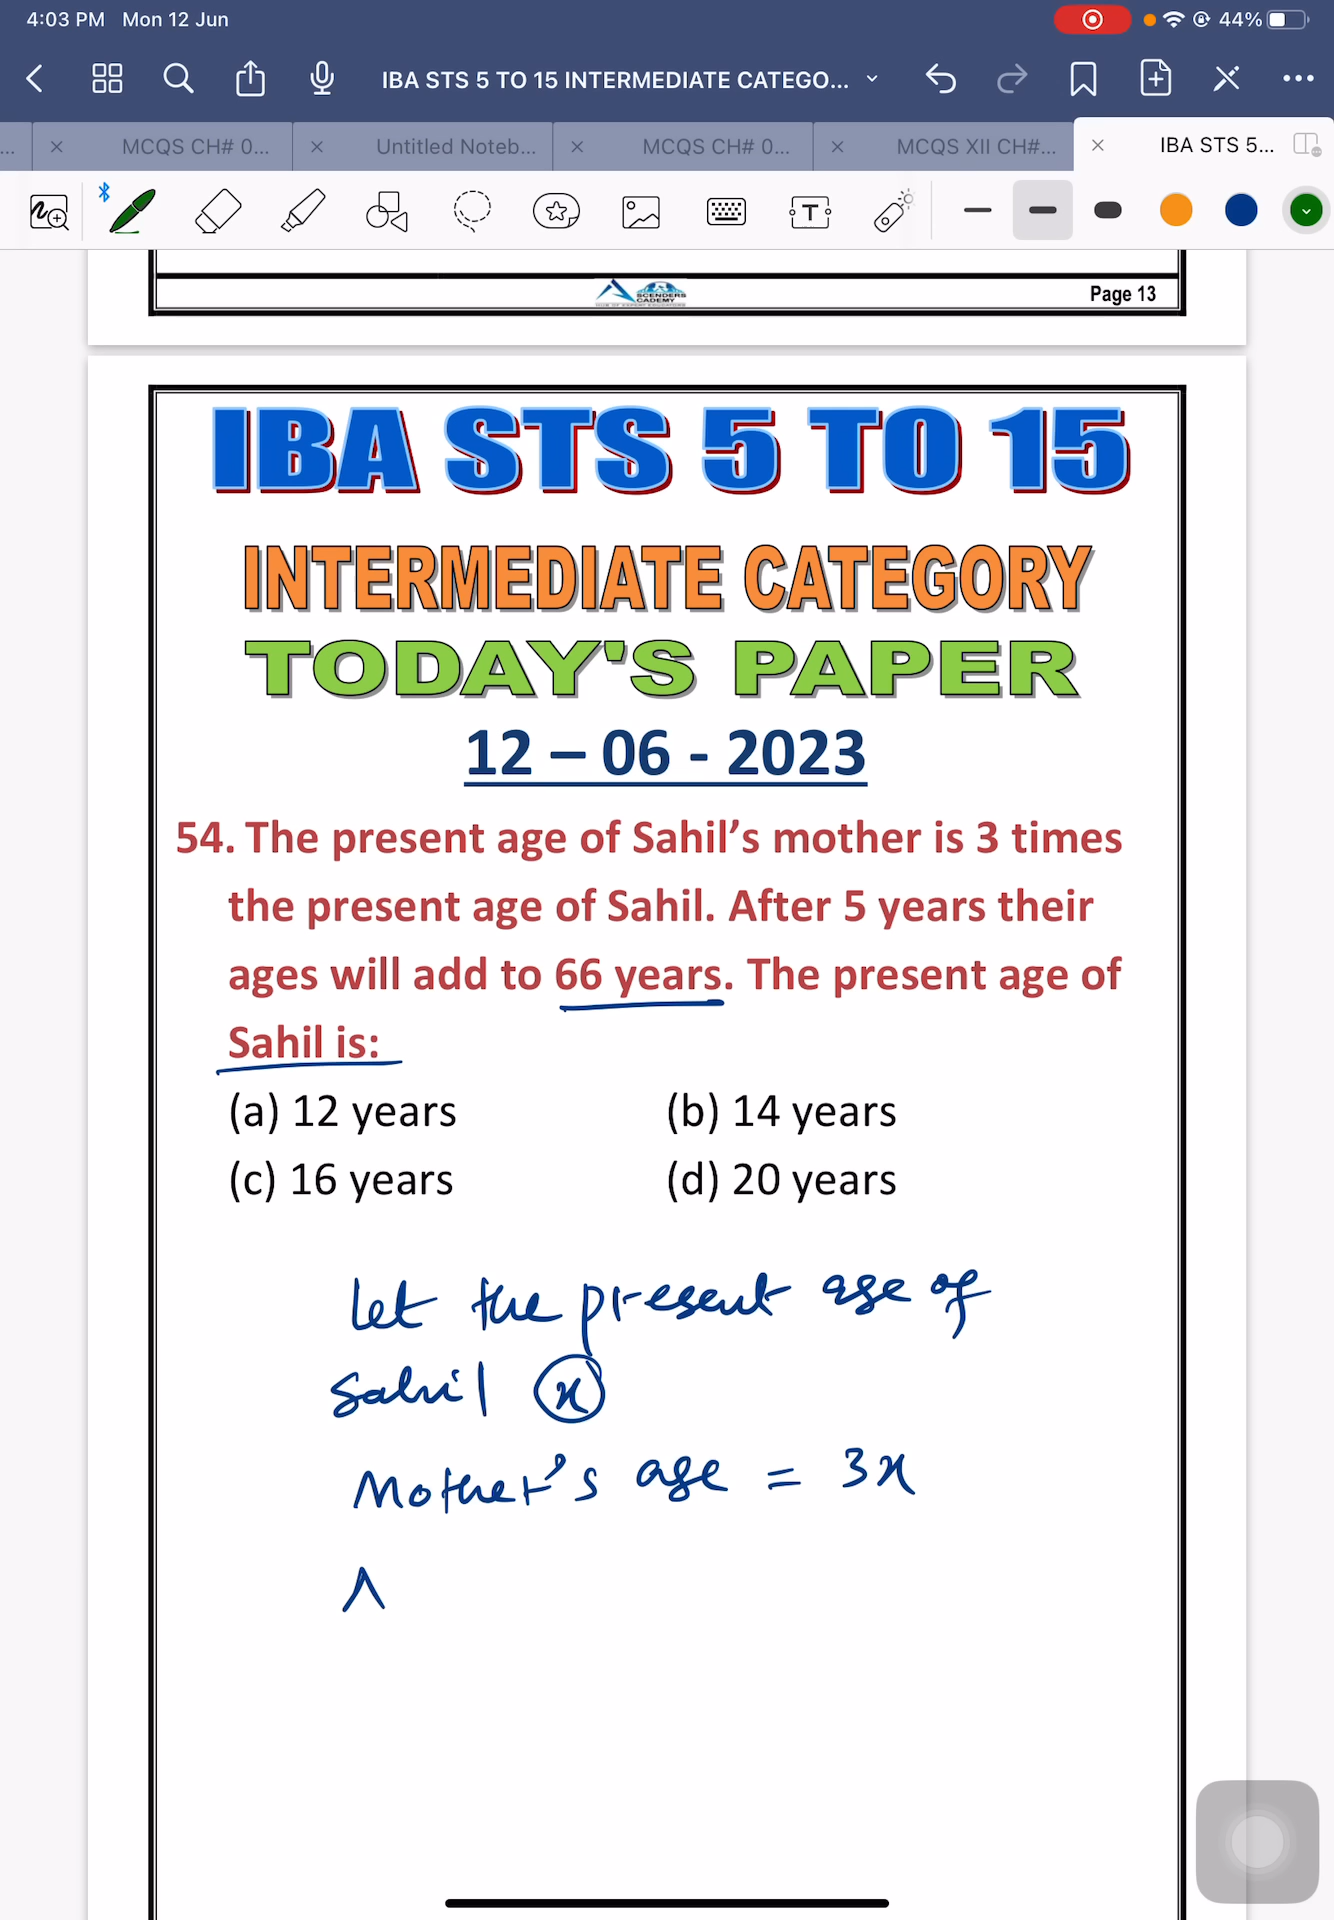 4:03 PM Mon 12 Jun
44%
IBA STS 5 TO 15 INTERMEDIATE CATEGO...
... MCQS CH# 0... Untitled Noteb... MCQS CH# 0... MCQS XII CH#... IBA STS 5...
T
SCENDERS
CADEMY
Page 13
IBA STS 5 TO 15
INTERMEDIATE CATEGORY
TODAY'S PAPER
12 – 06 - 2023
54. The present age of Sahil’s mother is 3 times
the present age of Sahil. After 5 years their
ages will add to 66 years. The present age of
Sahil is:
(a) 12 years (b) 14 years
(c) 16 years (d) 20 years
Let the present age of
Sahil x
Mother's age = 3x